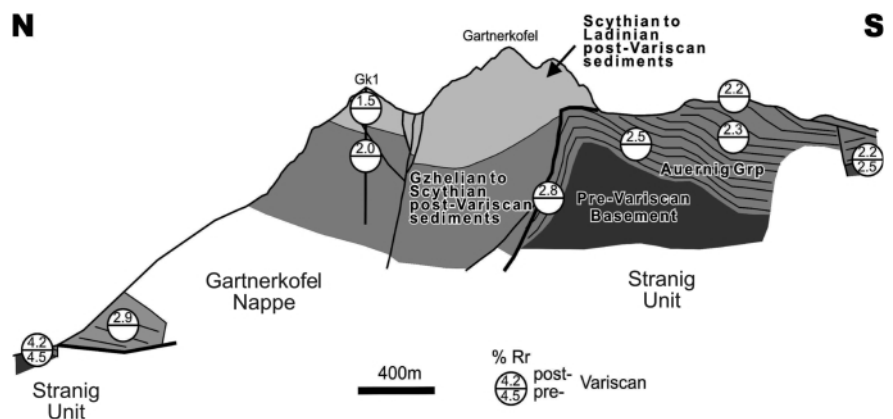 N
S
Gartnerkofel
Scythian to
Ladinian
post-Variscan
sediments
Gk1
1.5
2.0
2.2
2.3
2.5
2.2
2.5
2.8
Auernig Grp
Gzhelian to
Scythian
post-Variscan
sediments
Pre-Variscan
Basement
Gartnerkofel
Nappe
Stranig
Unit
2.9
4.2
4.5
Stranig
Unit
400m
% Rr
4.2
4.5
post-
pre-
Variscan